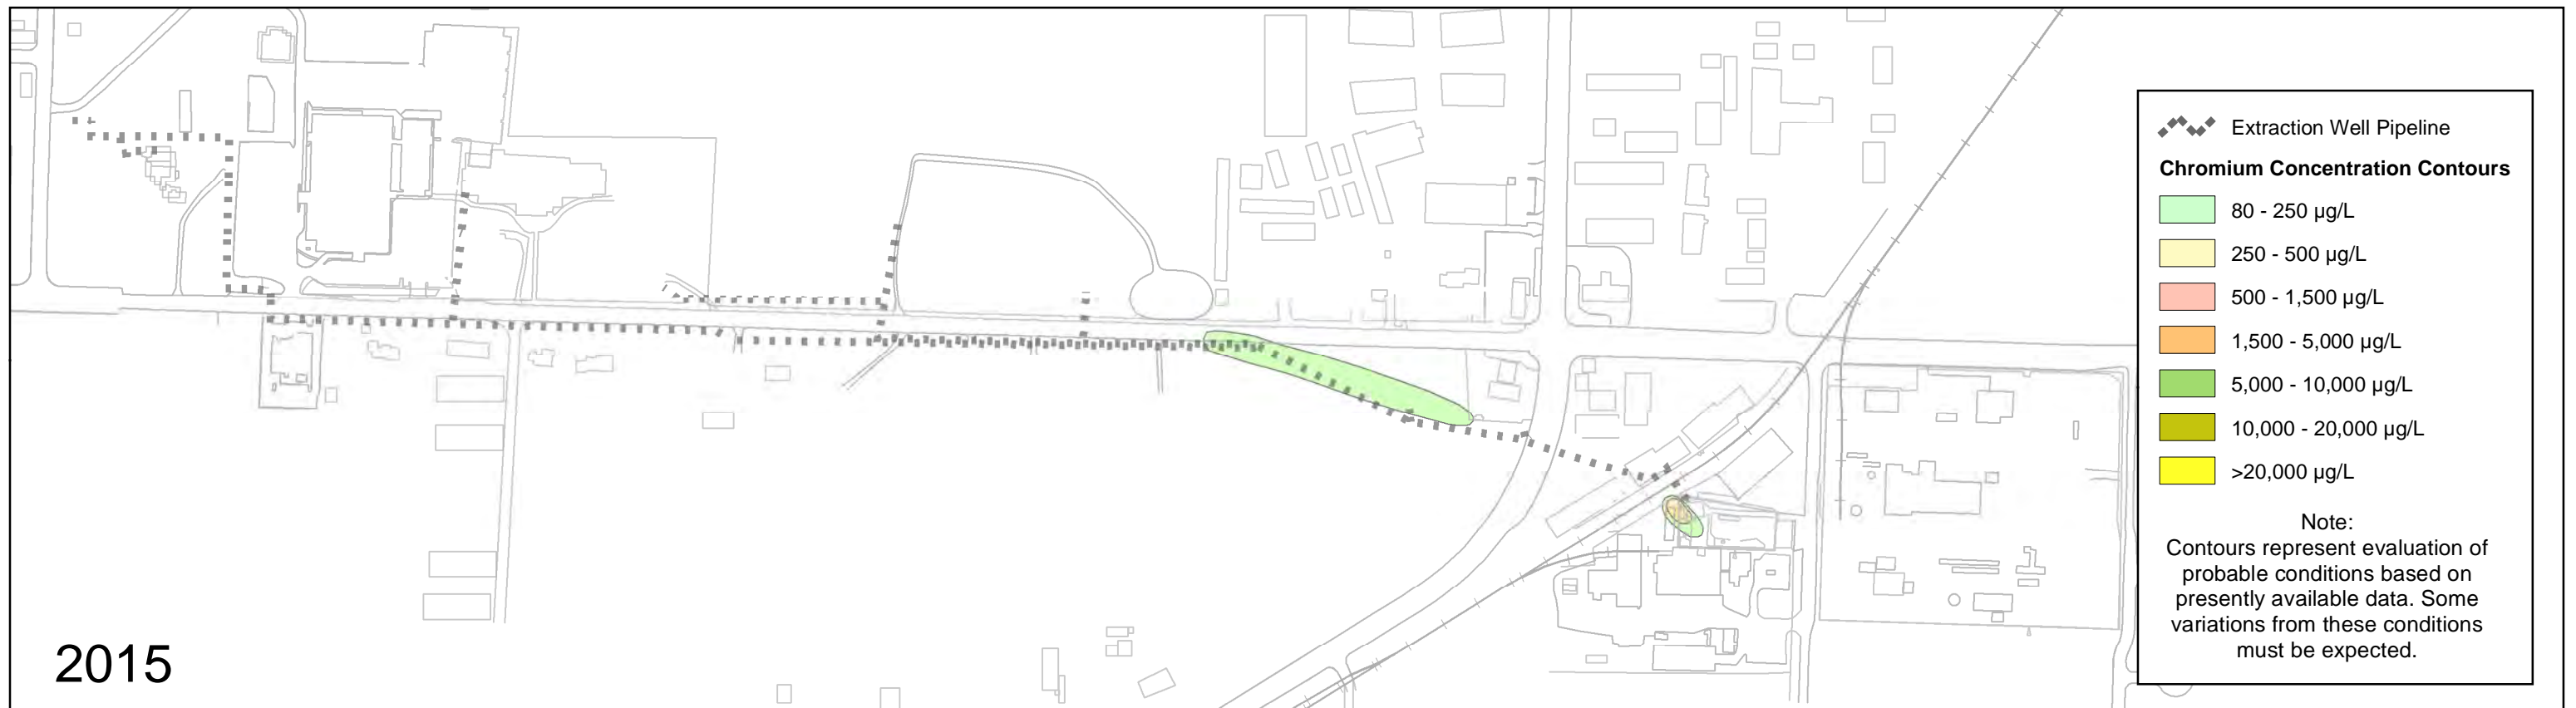 Extraction Well Pipeline
Chromium Concentration Contours
80 - 250 µg/L
250 - 500 µg/L
500 - 1,500 µg/L
1,500 - 5,000 µg/L
5,000 - 10,000 µg/L
10,000 - 20,000 µg/L
>20,000 µg/L
Note:
Contours represent evaluation of
probable conditions based on
presently available data. Some
variations from these conditions
must be expected.
2015